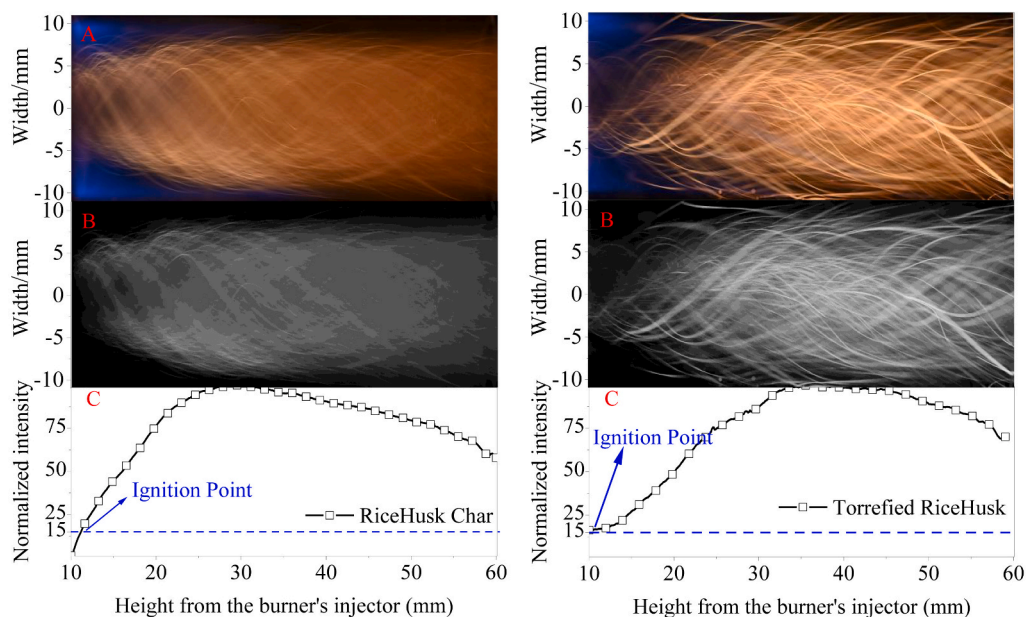 A
Width/mm
10
5
0
-5
-10
B
Width/mm
10
5
0
-5
-10
C
Normalized intensity
75
50
25
15
Ignition Point
RiceHusk Char
10 20 30 40 50 60
Height from the burner's injector (mm)
Width/mm
10
5
0
-5
-10
B
Width/mm
10
5
0
-5
-10
C
Normalized intensity
75
50
25
15
Ignition Point
Torrefied RiceHusk
10 20 30 40 50 60
Height from the burner's injector (mm)